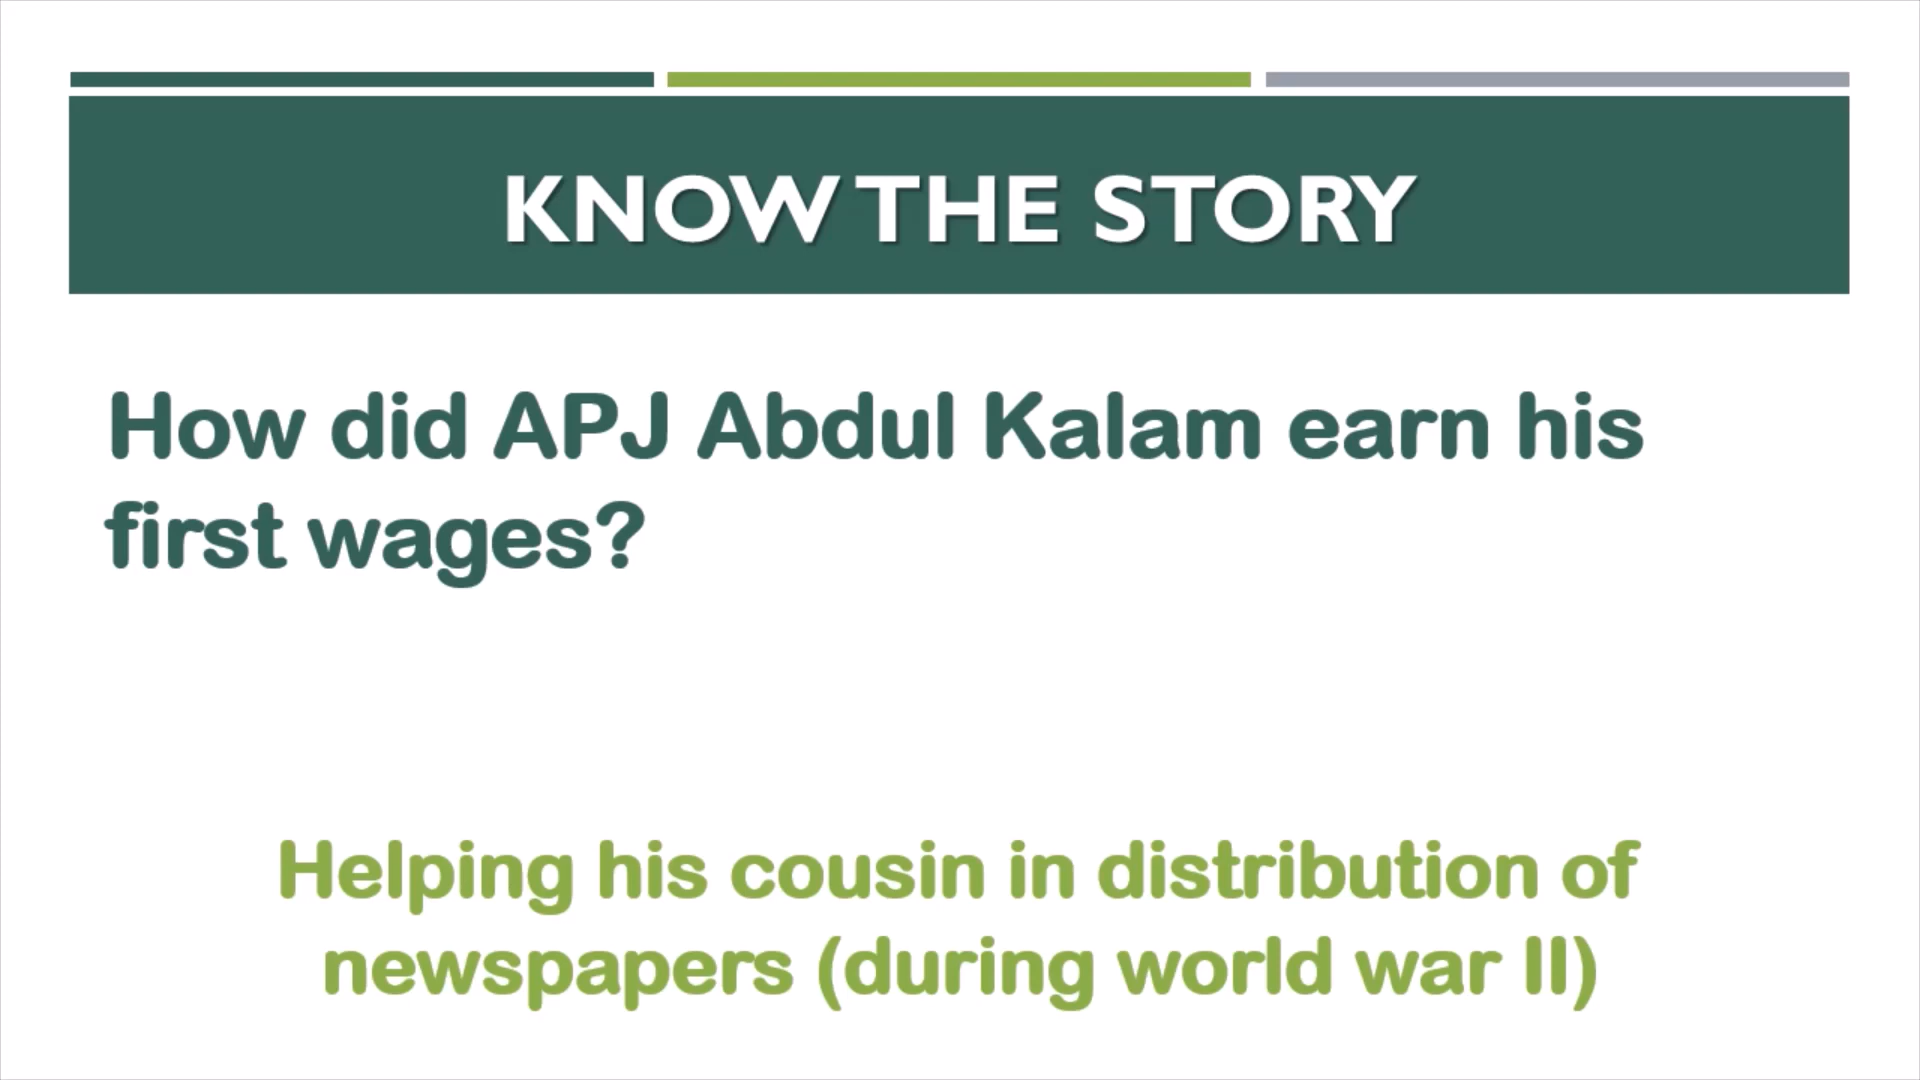 KNOW THE STORY
How did APJ Abdul Kalam earn his
first wages?
Helping his cousin in distribution of
newspapers (during world war II)